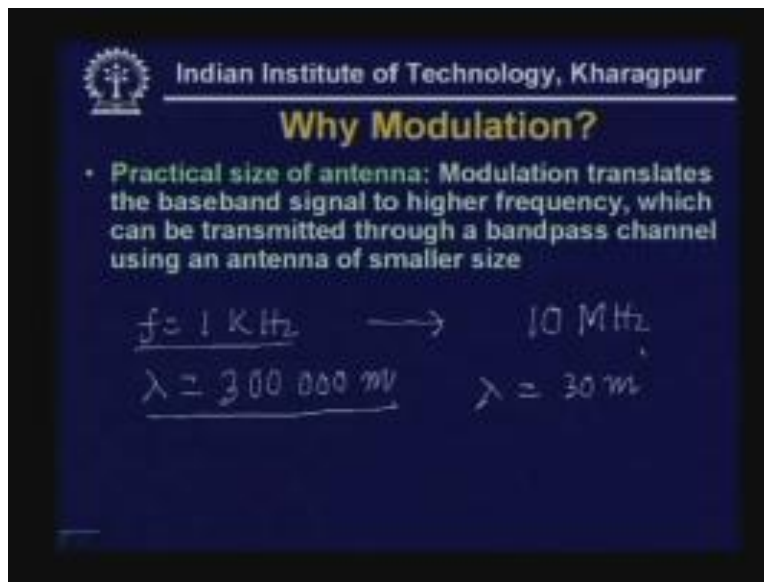 Indian Institute of Technology, Kharagpur
Why Modulation?
• Practical size of antenna: Modulation translates
the baseband signal to higher frequency, which
can be transmitted through a bandpass channel
using an antenna of smaller size
f = 1 KHz → 10 MHz
λ = 300 000 m λ = 30 m